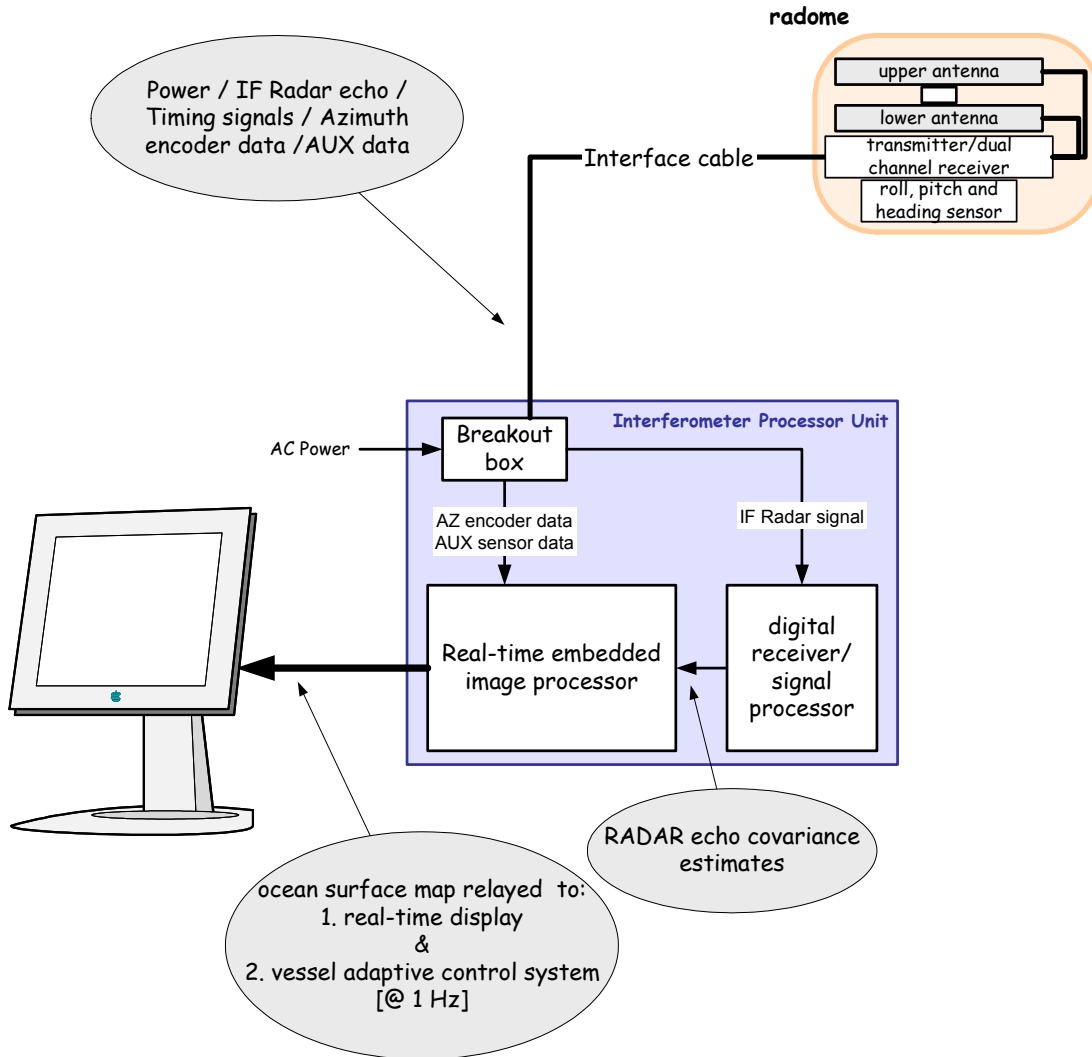 radome
upper antenna
lower antenna
transmitter/dual
channel receiver
roll, pitch and
heading sensor
Power / IF Radar echo /
Timing signals / Azimuth
encoder data /AUX data
Interface cable
Interferometer Processor Unit
AC Power
Breakout
box
AZ encoder data
AUX sensor data
IF Radar signal
Real-time embedded
image processor
digital
receiver/
signal
processor
RADAR echo covariance
estimates
ocean surface map relayed to:
1. real-time display
&
2. vessel adaptive control system
[@ 1 Hz]